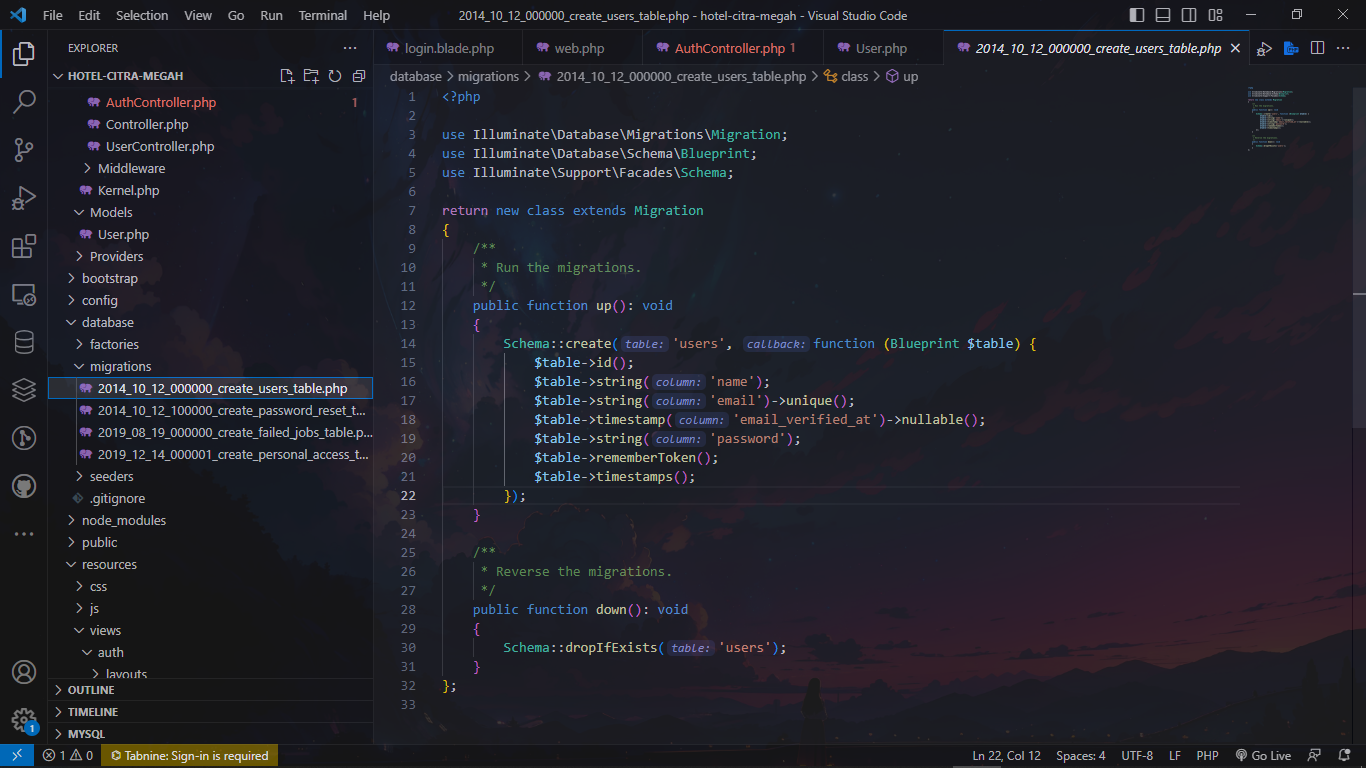 File Edit Selection View Go Run Terminal Help 2014_10_12_000000_create_users_table.php - hotel-citra-megah - Visual Studio Code
EXPLORER
HOTEL-CITRA-MEGAH
AuthController.php 1
Controller.php
UserController.php
Middleware
Kernel.php
Models
User.php
Providers
bootstrap
config
database
factories
migrations
2014_10_12_000000_create_users_table.php
2014_10_12_100000_create_password_reset_t...
2019_08_19_000000_create_failed_jobs_table.p...
2019_12_14_000001_create_personal_access_t...
seeders
.gitignore
node_modules
public
resources
css
js
views
auth
layouts
OUTLINE
TIMELINE
MYSQL
1
login.blade.php web.php AuthController.php 1 User.php 2014_10_12_000000_create_users_table.php
database > migrations > 2014_10_12_000000_create_users_table.php > class > up
1 <?php
2
3 use Illuminate\Database\Migrations\Migration;
4 use Illuminate\Database\Schema\Blueprint;
5 use Illuminate\Support\Facades\Schema;
6
7 return new class extends Migration
8 {
9 /**
10 * Run the migrations.
11 */
12 public function up(): void
13 {
14 Schema::create(table: 'users', callback: function (Blueprint $table) {
15 $table->id();
16 $table->string(column: 'name');
17 $table->string(column: 'email')->unique();
18 $table->timestamp(column: 'email_verified_at')->nullable();
19 $table->string(column: 'password');
20 $table->rememberToken();
21 $table->timestamps();
22 });
23 }
24
25 /**
26 * Reverse the migrations.
27 */
28 public function down(): void
29 {
30 Schema::dropIfExists(table: 'users');
31 }
32 };
33
1 0 Tabnine: Sign-in is required Ln 22, Col 12 Spaces: 4 UTF-8 LF PHP Go Live